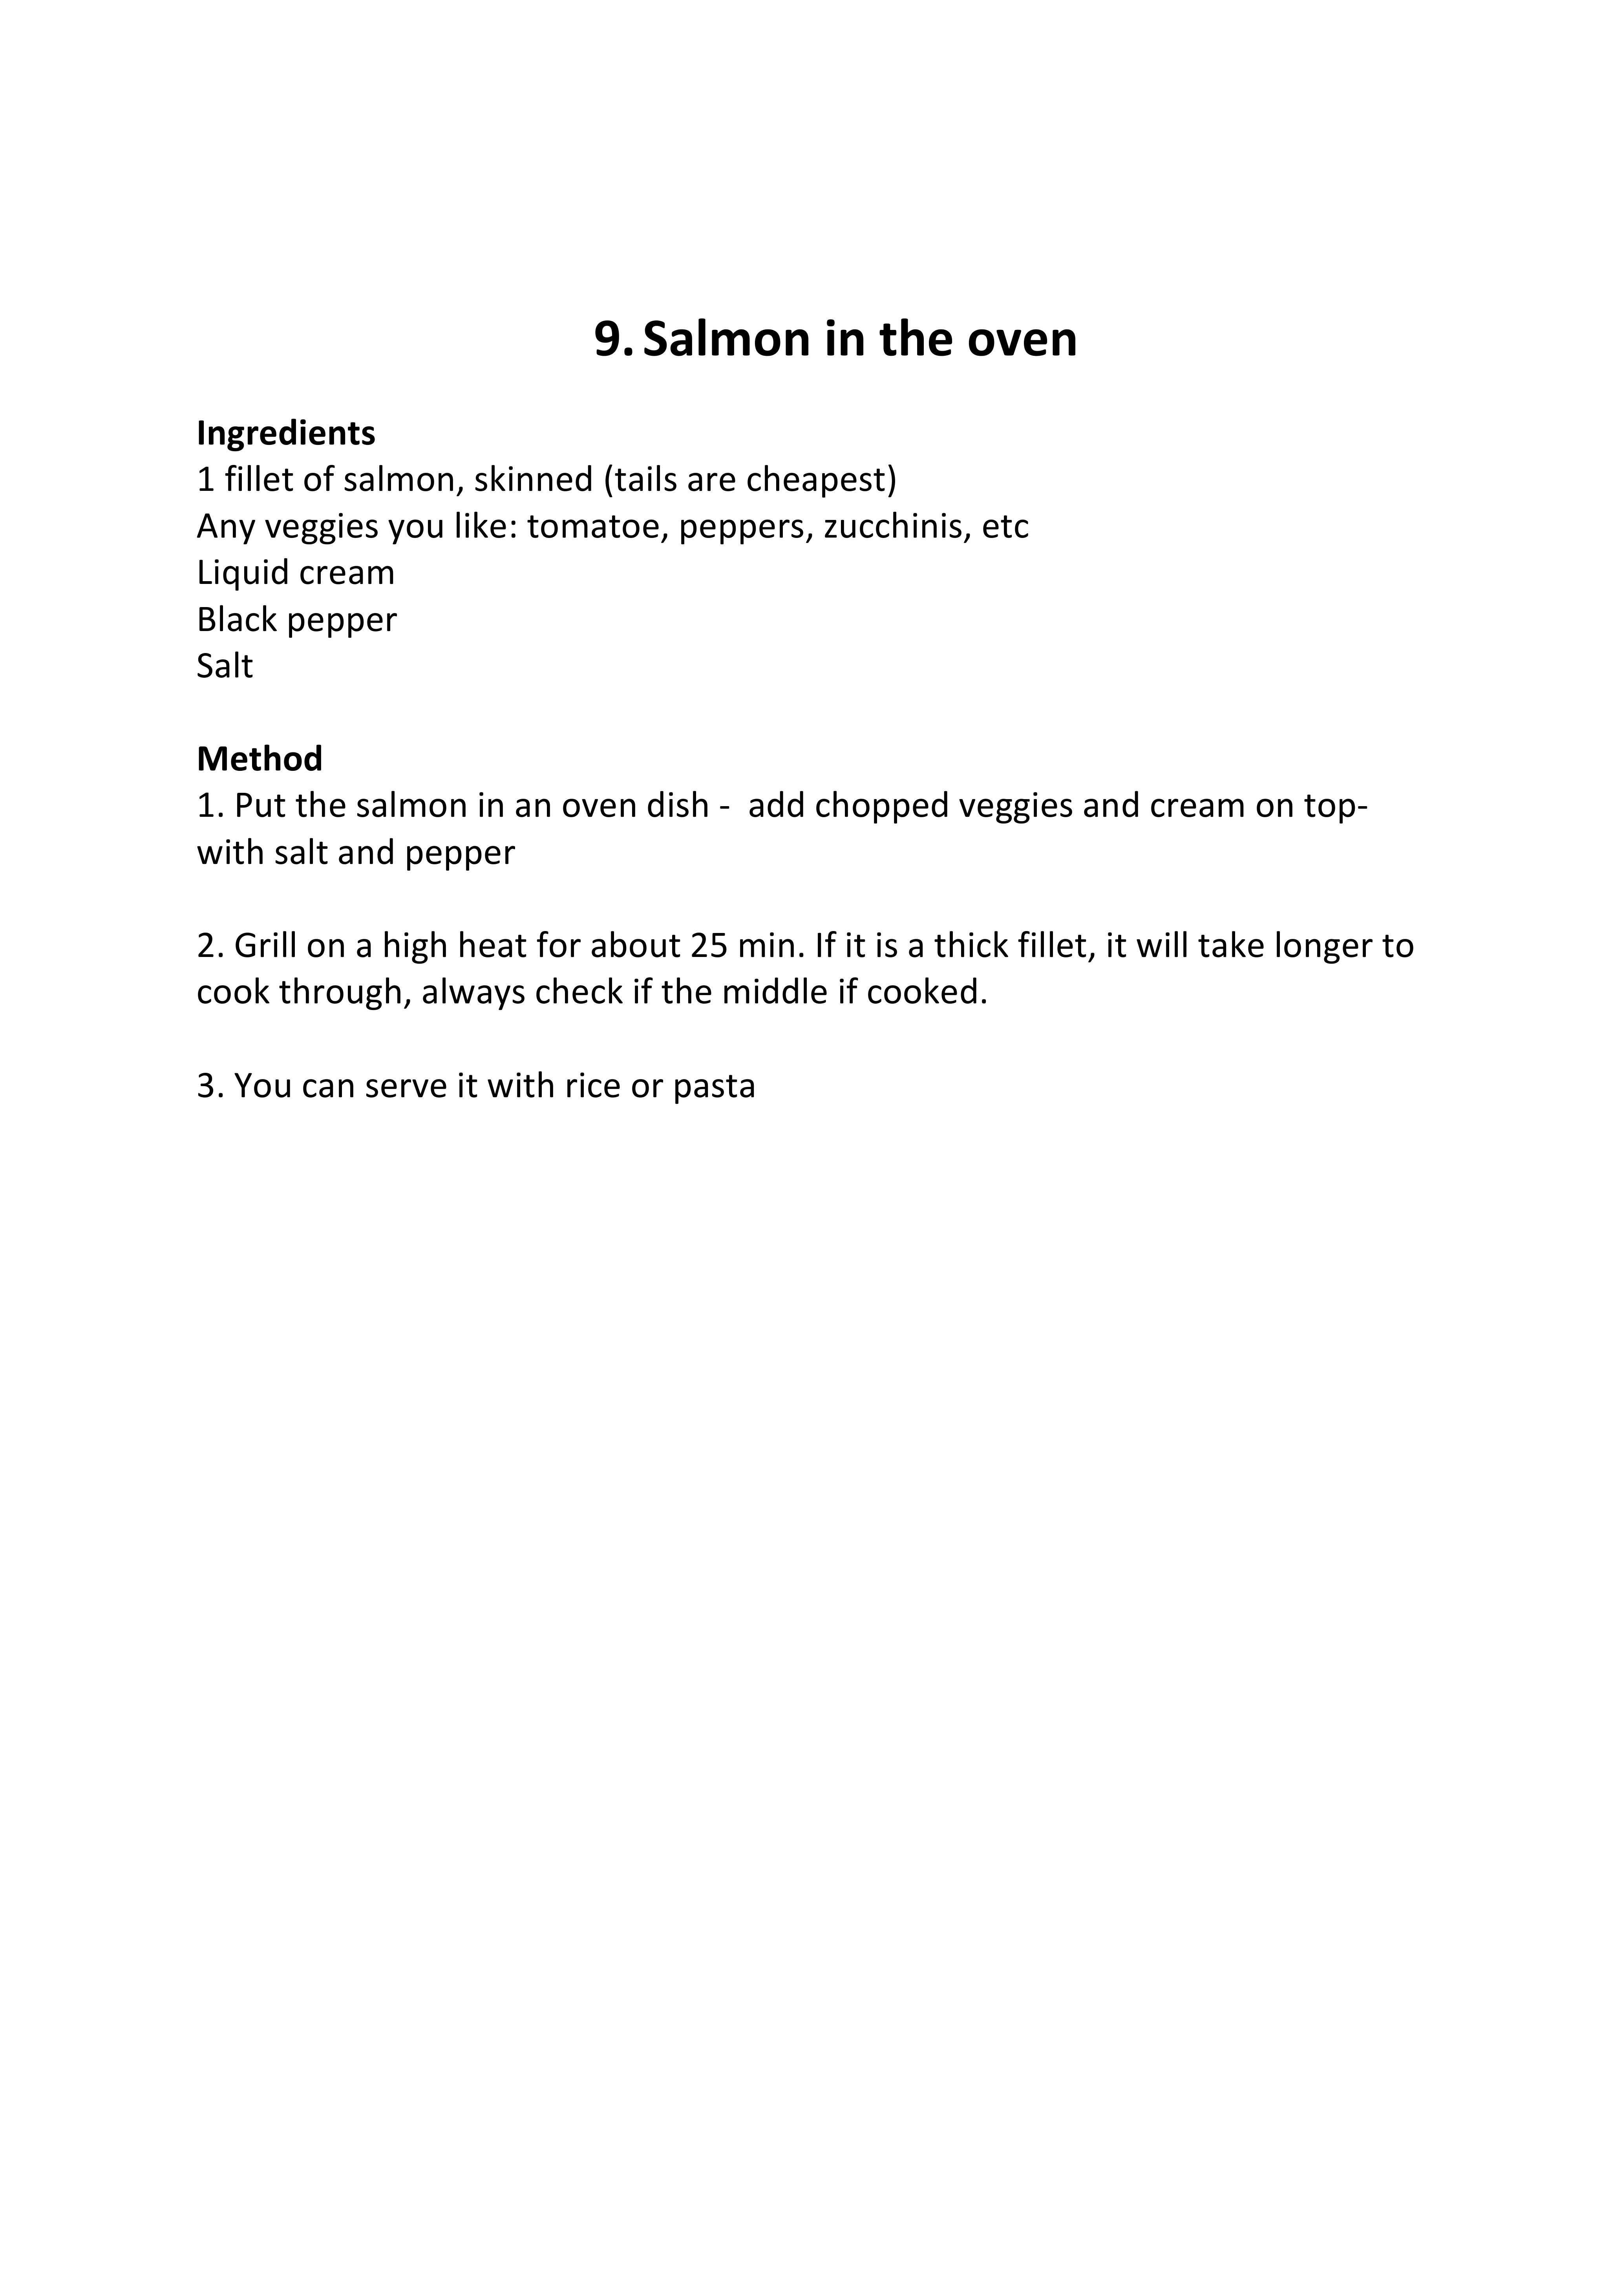 9. Salmon in the oven
Ingredients
1 fillet of salmon, skinned (tails are cheapest)
Any veggies you like: tomatoe, peppers, zucchinis, etc
Liquid cream
Black pepper
Salt
Method
1. Put the salmon in an oven dish -  add chopped veggies and cream on top-
with salt and pepper
2. Grill on a high heat for about 25 min. If it is a thick fillet, it will take longer to
cook through, always check if the middle if cooked.
3. You can serve it with rice or pasta